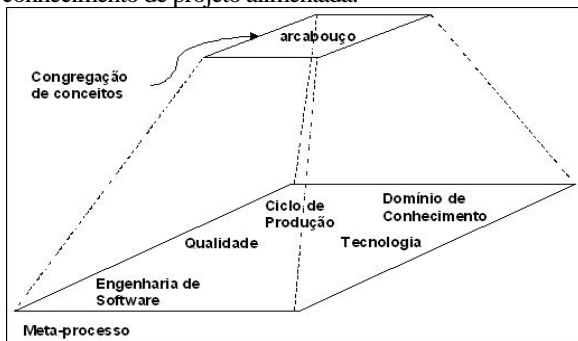 conhecimento de projeto alimentada.
arcabouço
Congregação
de conceitos
Ciclo de
Produção
Domínio de
Conhecimento
Qualidade
Tecnologia
Engenharia de
Software
Meta-processo